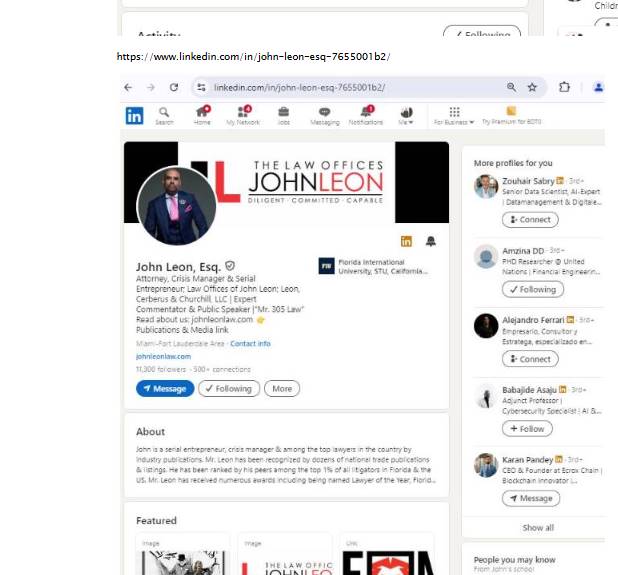 Childr
Activity
Following
https://www.linkedin.com/in/john-leon-esq-7655001b2/
linkedin.com/in/john-leon-esq-7655001b2/
in
Search
Home
My Network
Jobs
Messaging
Notifications
Me
For Business
Try Premium for
THE LAW OFFICES
JOHNLEON
DILIGENT · COMMITTED · CAPABLE
John Leon, Esq.
Attorney, Crisis Manager & Serial
Entrepreneur; Law Offices of John Leon; Leon,
Cerberus & Churchill, LLC | Expert
Commentator & Public Speaker |"Mr. 305 Law"
Read about us: johnleonlaw.com 👉
Publications & Media link
Florida International
University, STU, California...
Miami-Fort Lauderdale Area · Contact info
johnleonlaw.com
11,300 followers · 500+ connections
Message
Following
More
About
John is a serial entrepreneur, crisis manager & among the top lawyers in the country by
industry publications. Mr. Leon has been recognized by dozens of national trade publications
& listings. He has been ranked by his peers among the top 1% of all litigators in Florida & the
US. Mr. Leon has received numerous awards including being named Lawyer of the Year, Florid...
Featured
Image
Image
Link
THE LAW OFFIC
JOHNLEO
More profiles for you
Zouhair Sabry in · 3rd+
Senior Data Scientist, AI-Expert
| Datamanagement & Digitale...
Connect
Amzina DD · 3rd+
PHD Researcher @ United
Nations | Financial Engineerin...
Following
Alejandro Ferrari in · 3rd+
Empresario, Consultor y
Estratega, especializado en...
Connect
Babajide Asaju in · 3rd+
Adjunct Professor |
Cybersecurity Specialist | AI &...
Follow
Karan Pandey in · 3rd+
CEO & Founder at Ecrox Chain |
Blockchain Innovator |...
Message
Show all
People you may know
From John's school